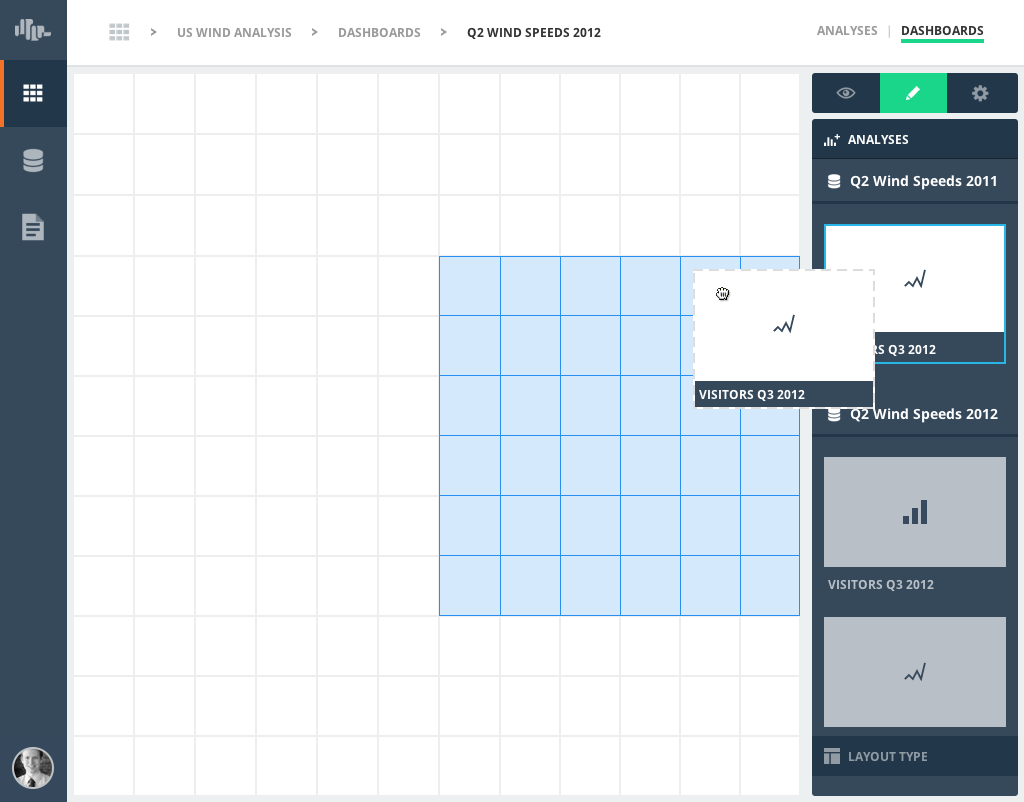 > US WIND ANALYSIS > DASHBOARDS > Q2 WIND SPEEDS 2012
ANALYSES | DASHBOARDS
ANALYSES
Q2 Wind Speeds 2011
RS Q3 2012
VISITORS Q3 2012
Q2 Wind Speeds 2012
VISITORS Q3 2012
LAYOUT TYPE